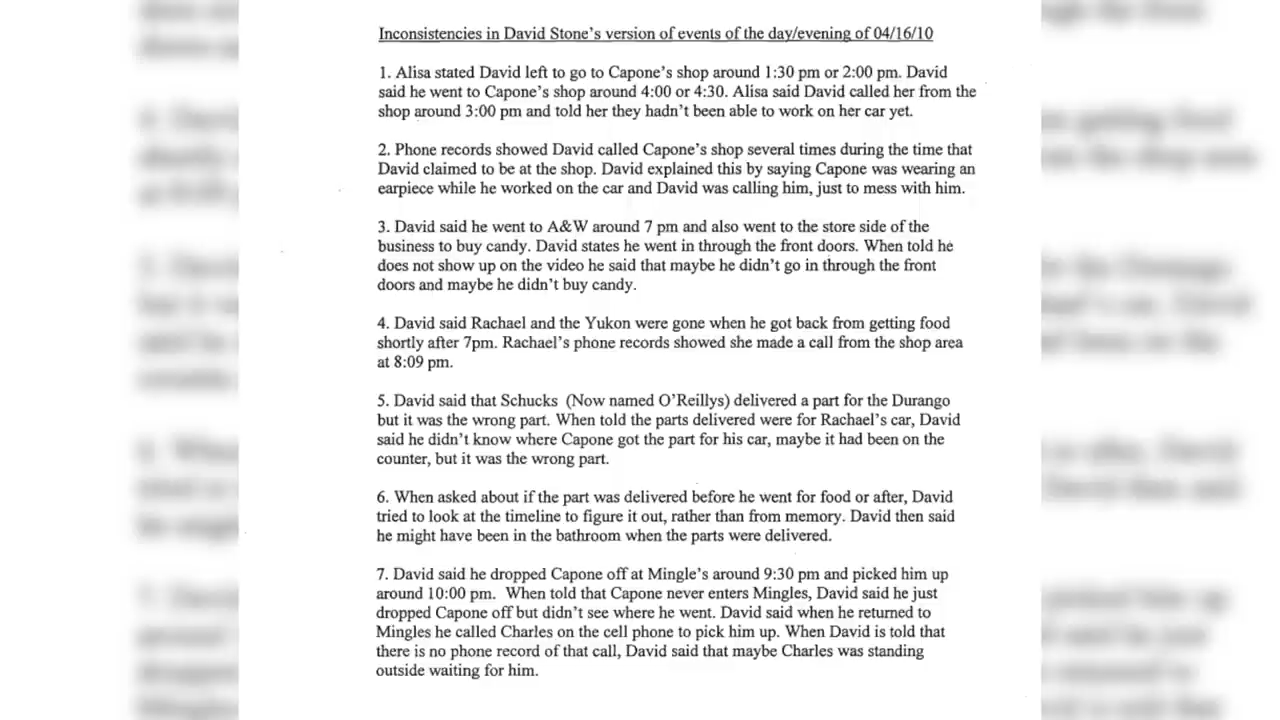 Inconsistencies in David Stone's version of events of the day/evening of 04/16/10
1. Alisa stated David left to go to Capone's shop around 1:30 pm or 2:00 pm. David
said he went to Capone's shop around 4:00 or 4:30. Alisa said David called her from the
shop around 3:00 pm and told her they hadn't been able to work on her car yet.
2. Phone records showed David called Capone's shop several times during the time that
David claimed to be at the shop. David explained this by saying Capone was wearing an
earpiece while he worked on the car and David was calling him, just to mess with him.
3. David said he went to A&W around 7 pm and also went to the store side of the
business to buy candy. David states he went in through the front doors. When told he
does not show up on the video he said that maybe he didn't go in through the front
doors and maybe he didn't buy candy.
4. David said Rachael and the Yukon were gone when he got back from getting food
shortly after 7pm. Rachael's phone records showed she made a call from the shop area
at 8:09 pm.
5. David said that Schucks (Now named O'Reillys) delivered a part for the Durango
but it was the wrong part. When told the parts delivered were for Rachael's car, David
said he didn't know where Capone got the part for his car, maybe it had been on the
counter, but it was the wrong part.
6. When asked about if the part was delivered before he went for food or after, David
tried to look at the timeline to figure it out, rather than from memory. David then said
he might have been in the bathroom when the parts were delivered.
7. David said he dropped Capone off at Mingle's around 9:30 pm and picked him up
around 10:00 pm. When told that Capone never enters Mingles, David said he just
dropped Capone off but didn't see where he went. David said when he returned to
Mingles he called Charles on the cell phone to pick him up. When David is told that
there is no phone record of that call, David said that maybe Charles was standing
outside waiting for him.